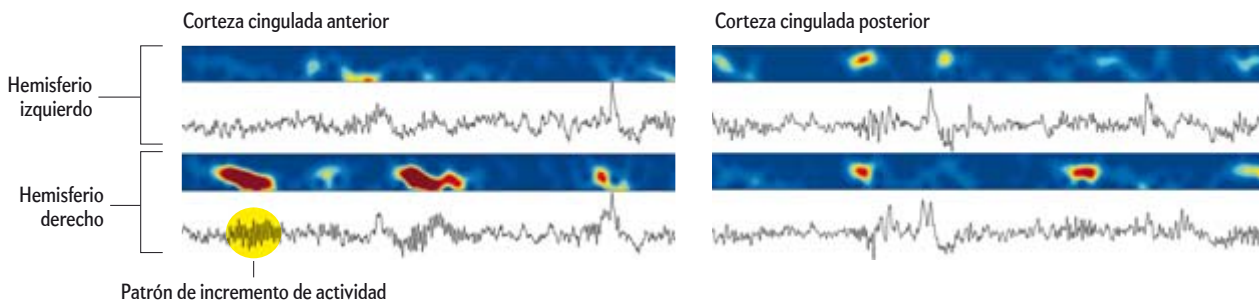 Corteza cingulada anterior
Corteza cingulada posterior
Hemisferio
izquierdo
Hemisferio
derecho
Patrón de incremento de actividad